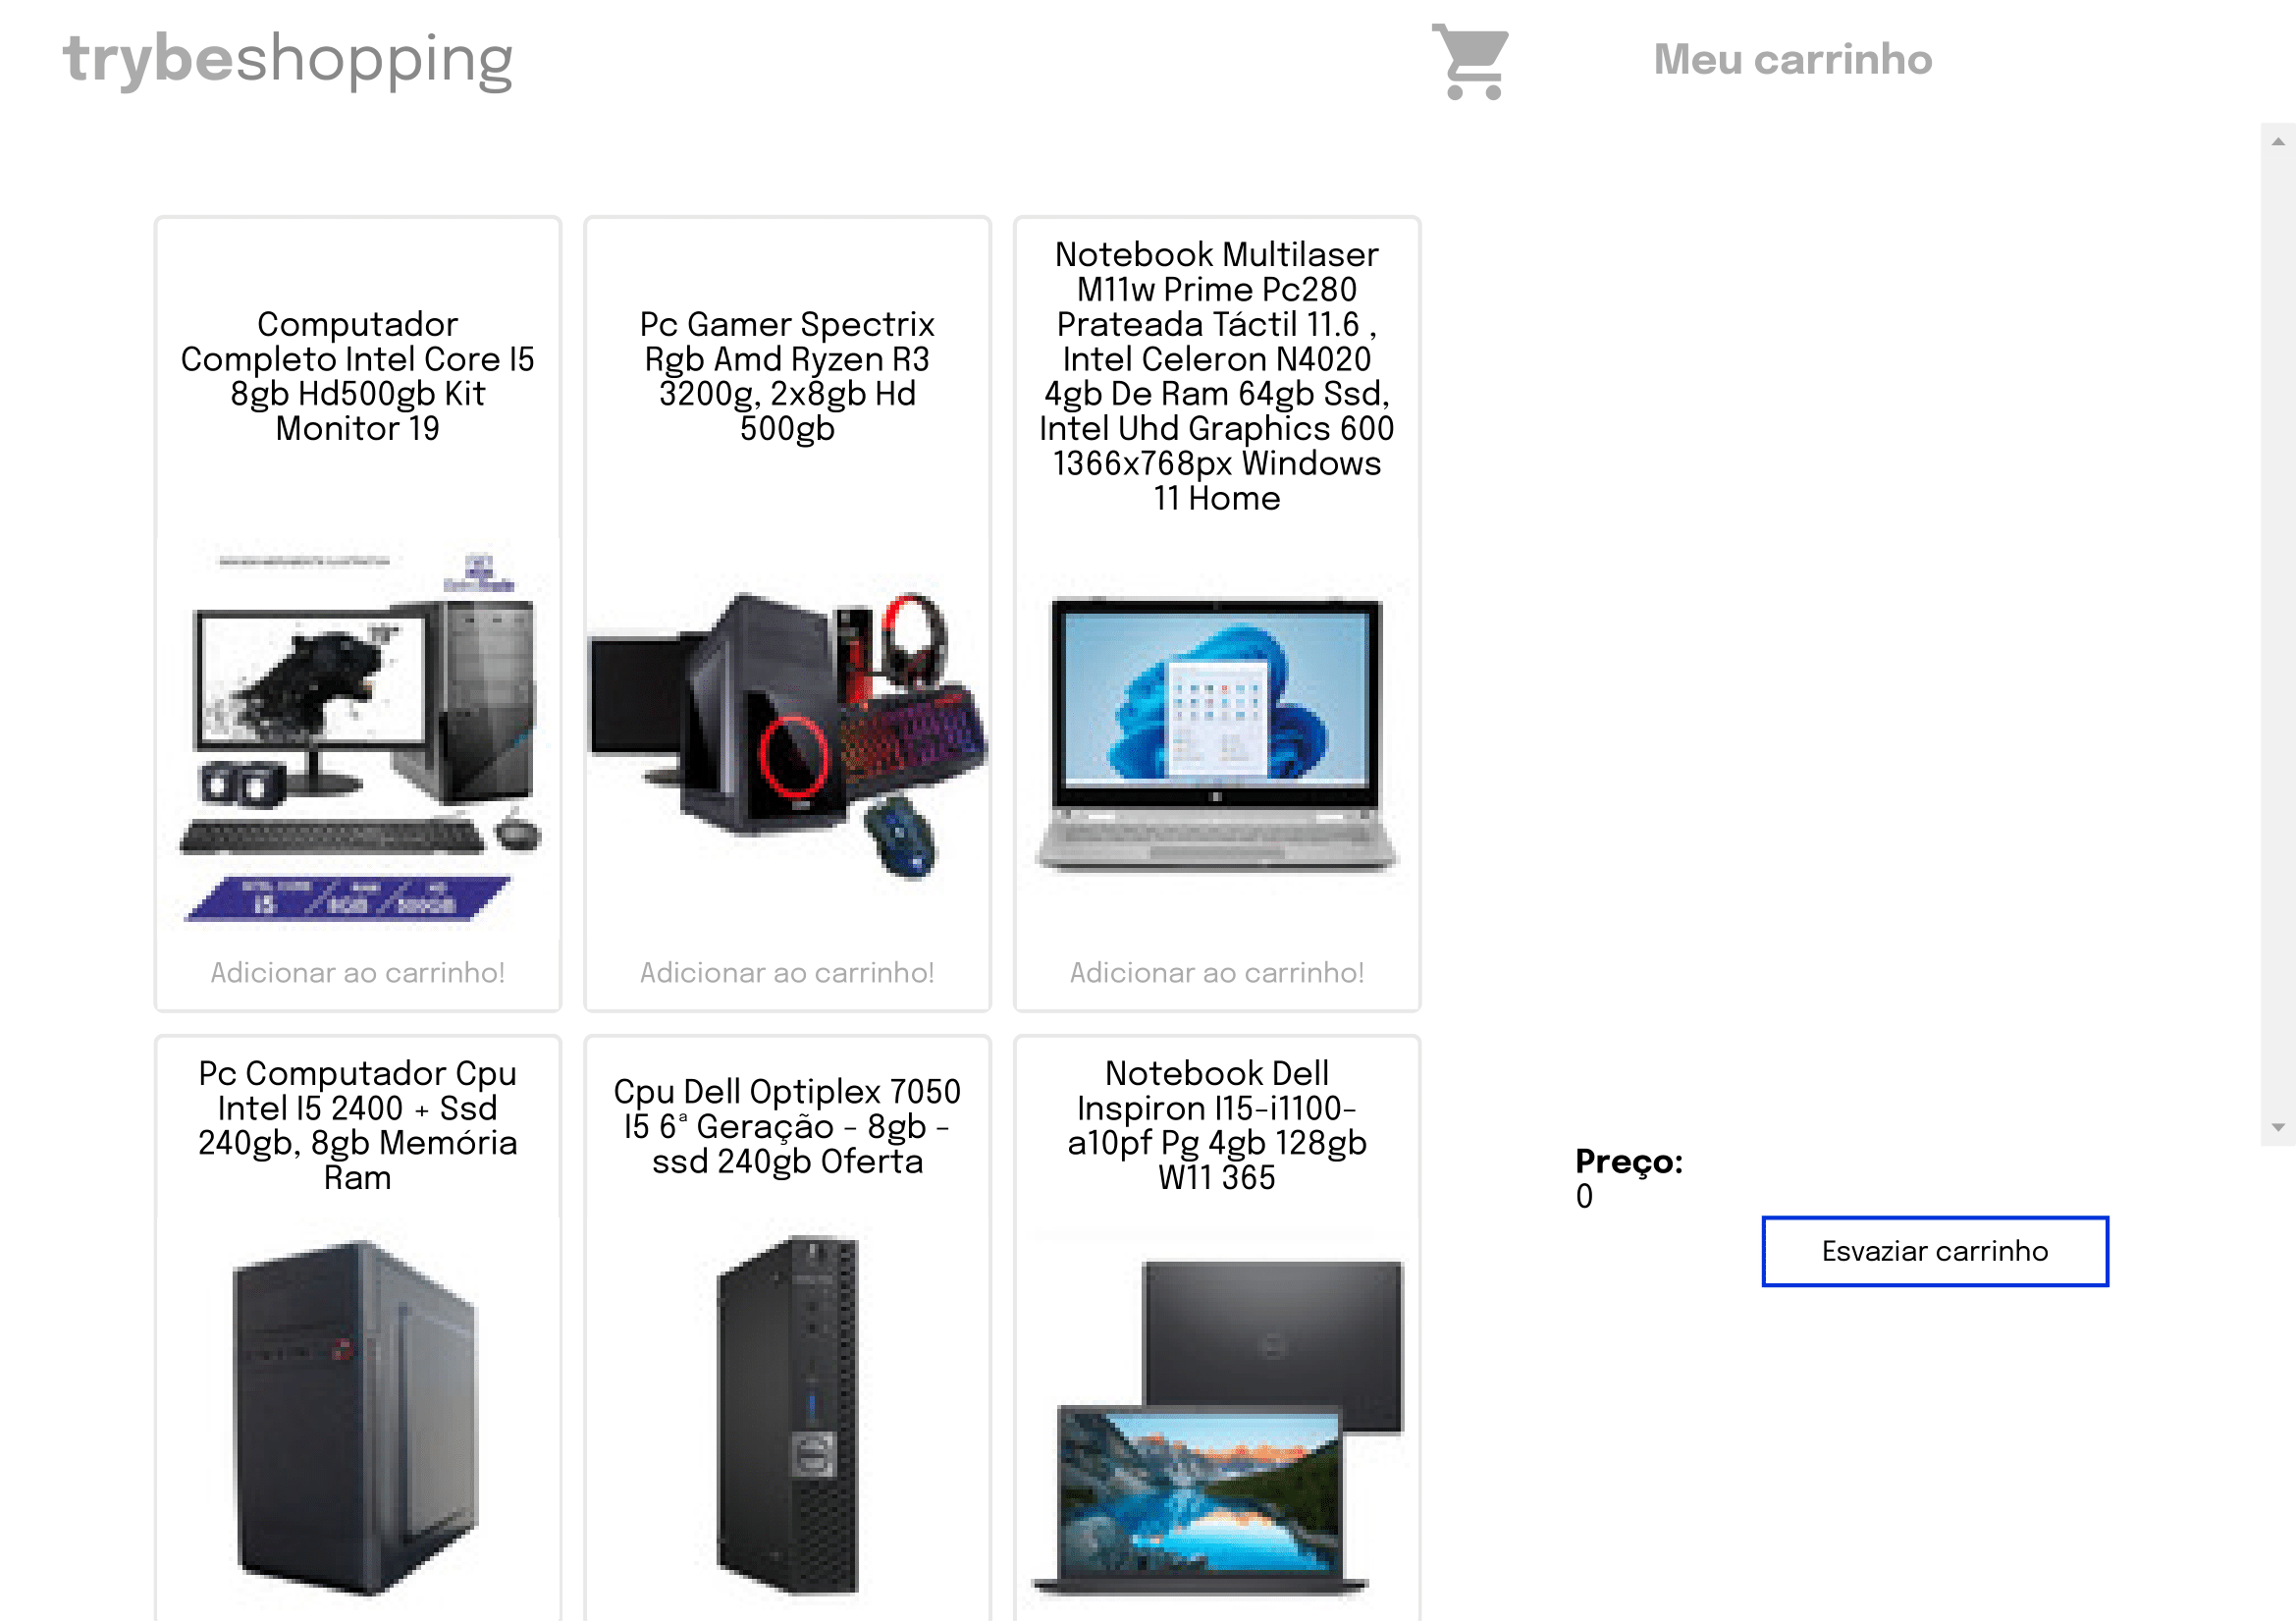 trybeshopping
Meu carrinho
Computador
Completo Intel Core I5
8gb Hd500gb Kit
Monitor 19
Pc Gamer Spectrix
Rgb Amd Ryzen R3
3200g, 2x8gb Hd
500gb
Notebook Multilaser
M11w Prime Pc280
Prateada Táctil 11.6 ,
Intel Celeron N4020
4gb De Ram 64gb Ssd,
Intel Uhd Graphics 600
1366x768px Windows
11 Home
i5
8GB
500GB
Adicionar ao carrinho!
Adicionar ao carrinho!
Adicionar ao carrinho!
Pc Computador Cpu
Intel I5 2400 + Ssd
240gb, 8gb Memória
Ram
Cpu Dell Optiplex 7050
I5 6ª Geração - 8gb -
ssd 240gb Oferta
Notebook Dell
Inspiron I15-i1100-
a10pf Pg 4gb 128gb
W11 365
Preço:
0
Esvaziar carrinho